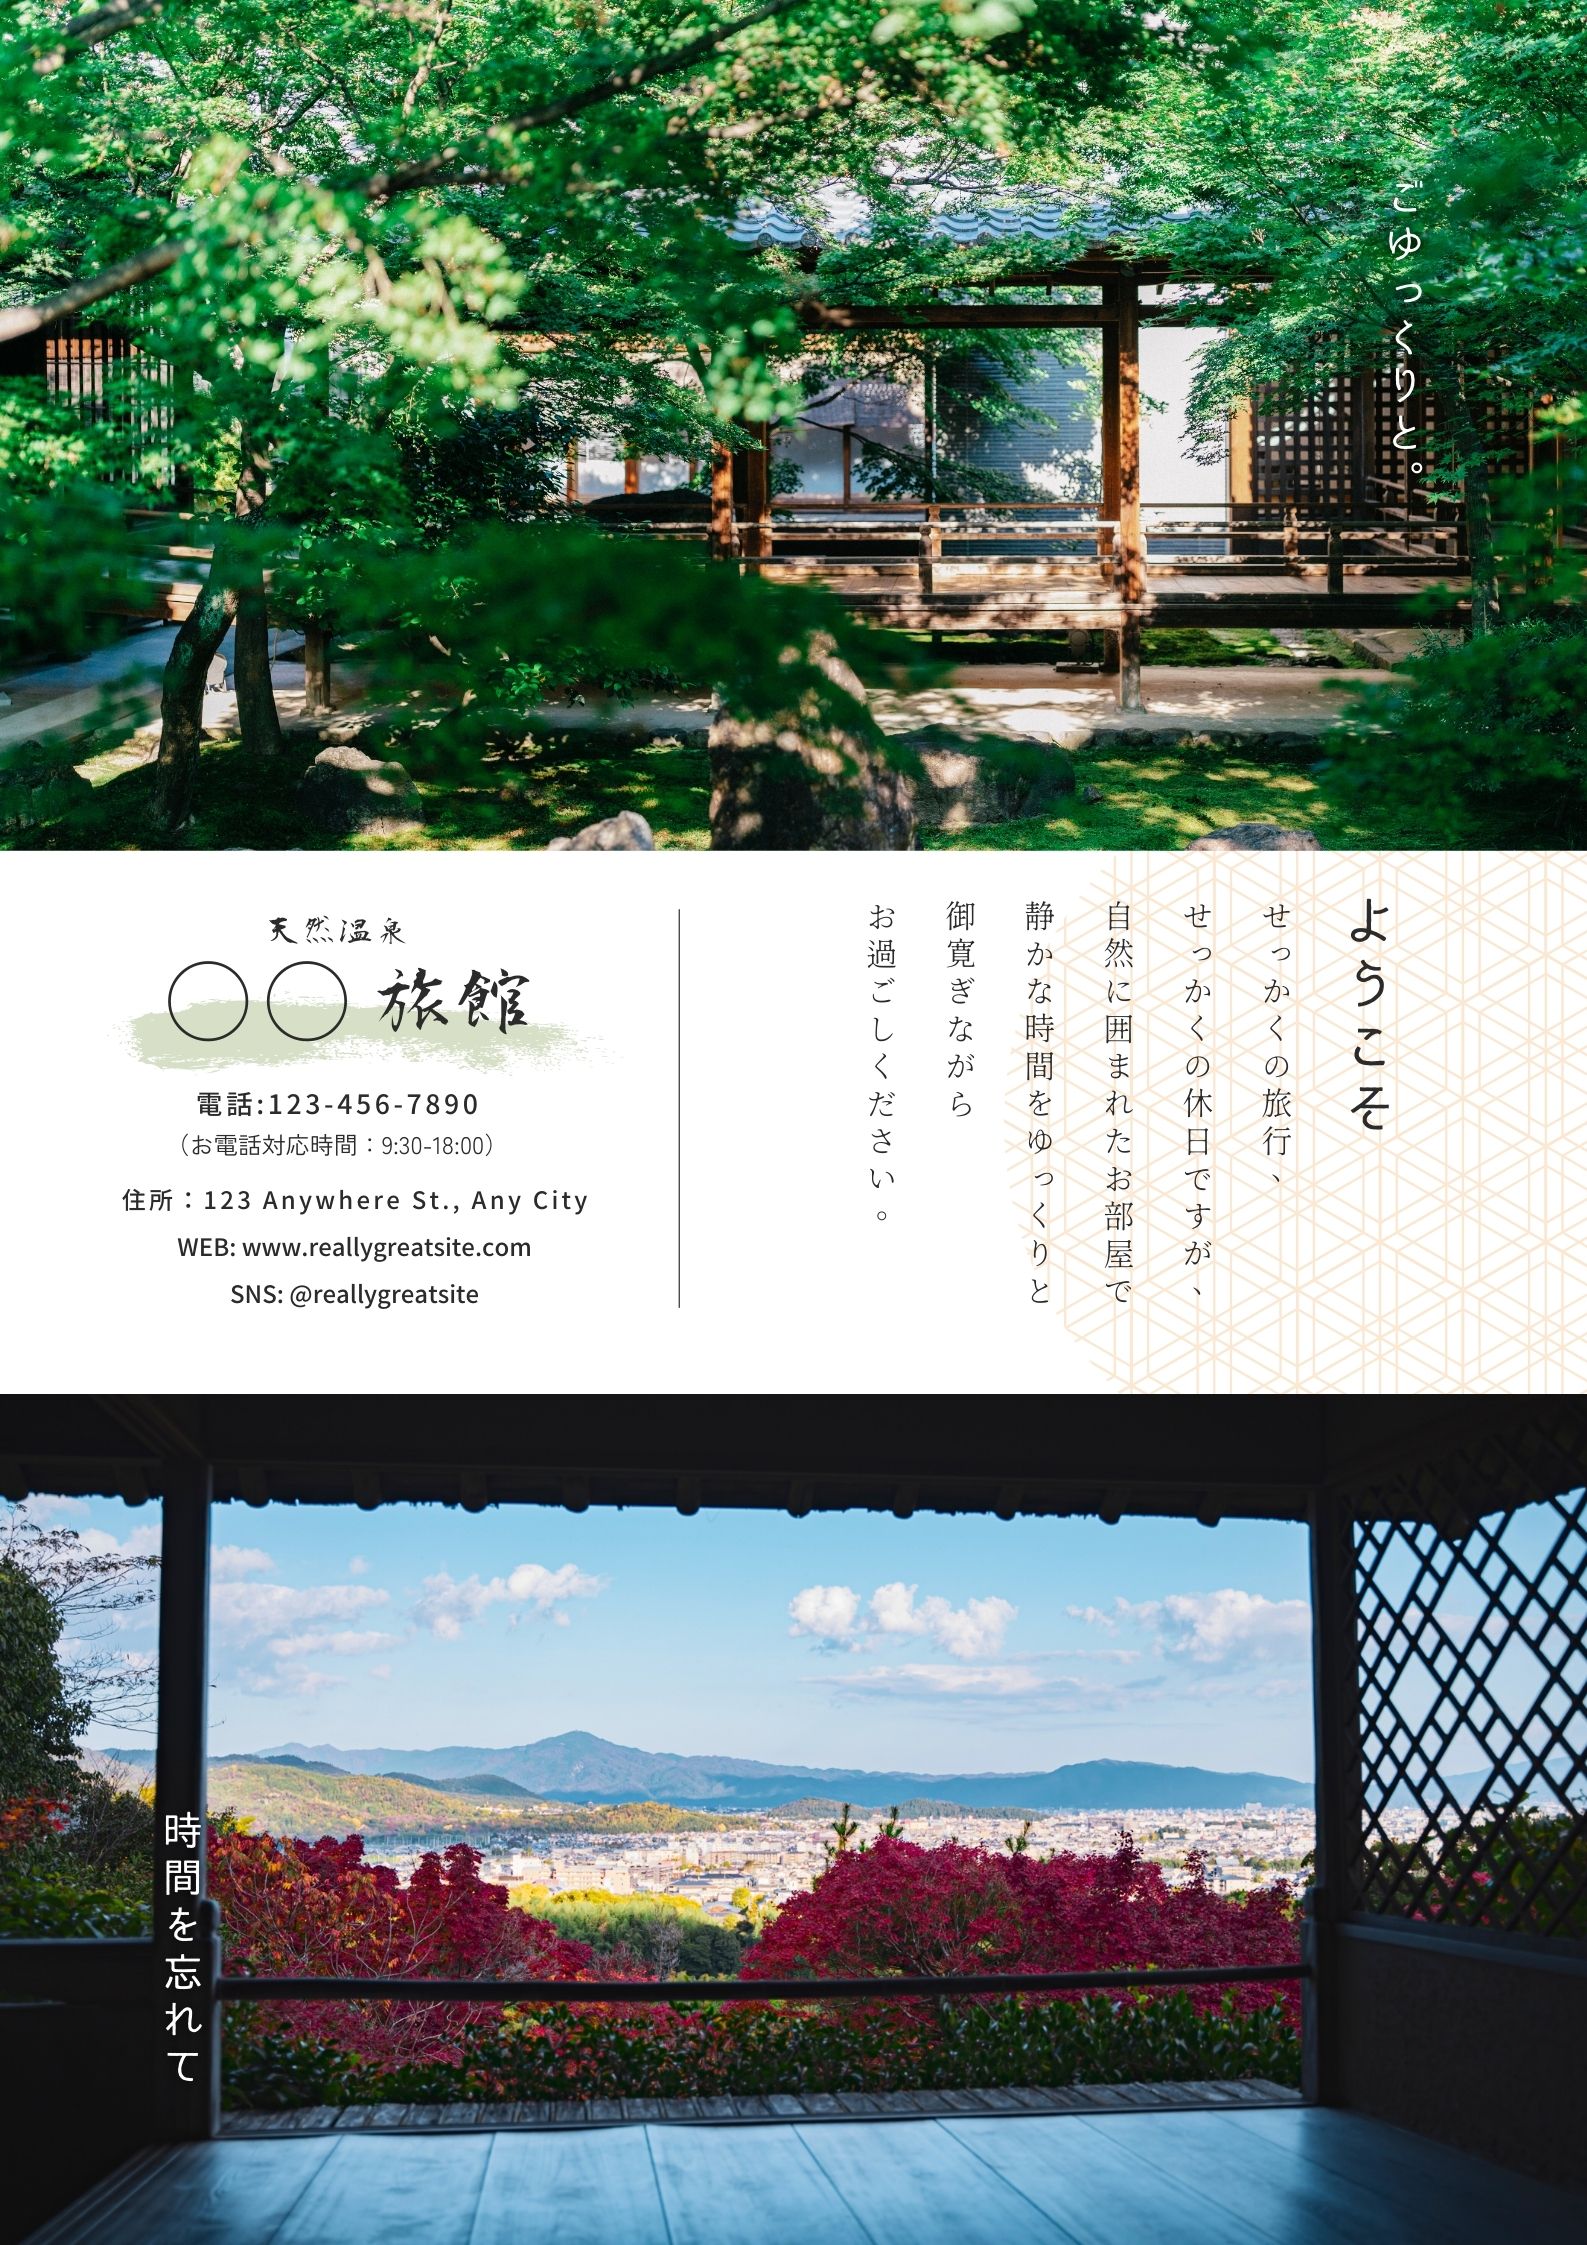 ごゆっくりと。
ようこそ
せっかくの旅行、
せっかくの休日ですが、
自然に囲まれたお部屋で
静かな時間をゆっくりと
御寛ぎながら
お過ごしください。
天然温泉
〇〇旅館
電話:123-456-7890
（お電話対応時間：9:30-18:00）
住所：123 Anywhere St., Any City
WEB: www.reallygreatsite.com
SNS: @reallygreatsite
時間を忘れて